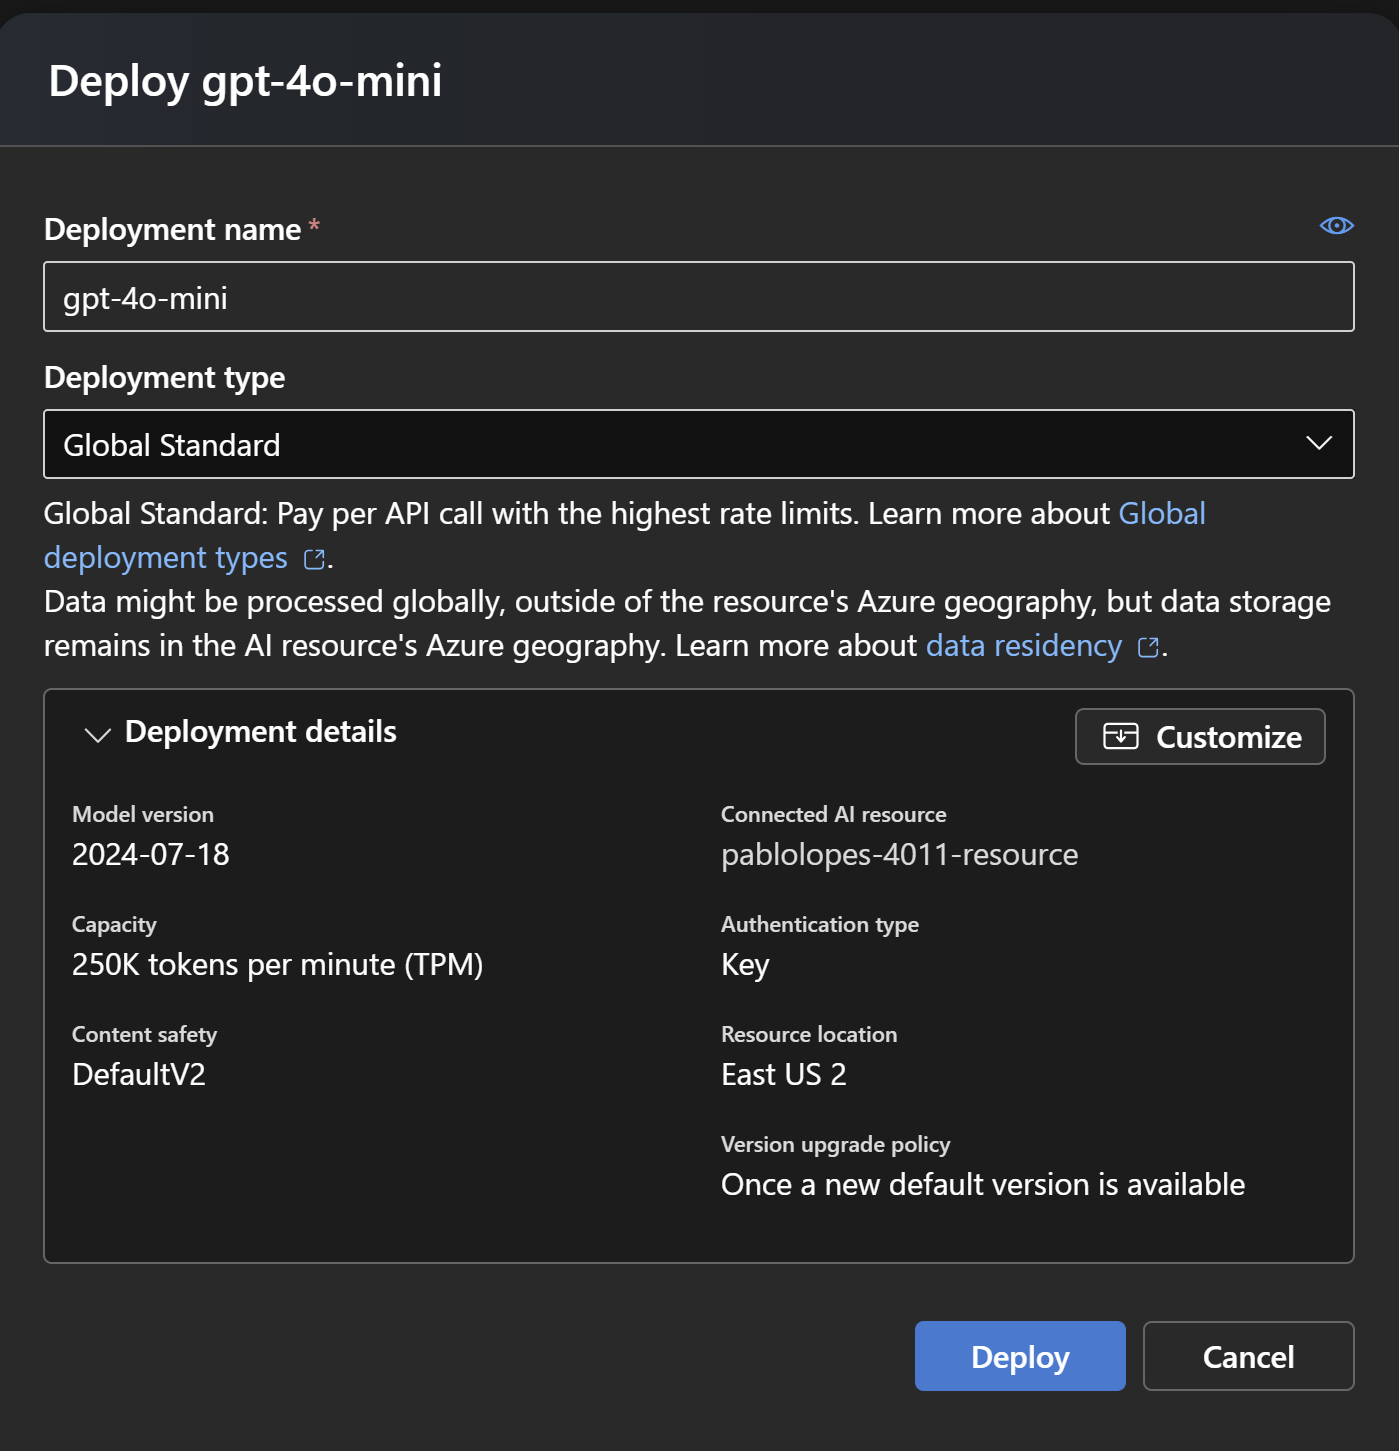 Deploy gpt-4o-mini
Deployment name *
gpt-4o-mini
Deployment type
Global Standard
Global Standard: Pay per API call with the highest rate limits. Learn more about Global
deployment types .
Data might be processed globally, outside of the resource's Azure geography, but data storage
remains in the AI resource's Azure geography. Learn more about data residency .
Deployment details
Customize
Model version
2024-07-18
Connected AI resource
pablolopes-4011-resource
Capacity
250K tokens per minute (TPM)
Authentication type
Key
Content safety
DefaultV2
Resource location
East US 2
Version upgrade policy
Once a new default version is available
Deploy
Cancel